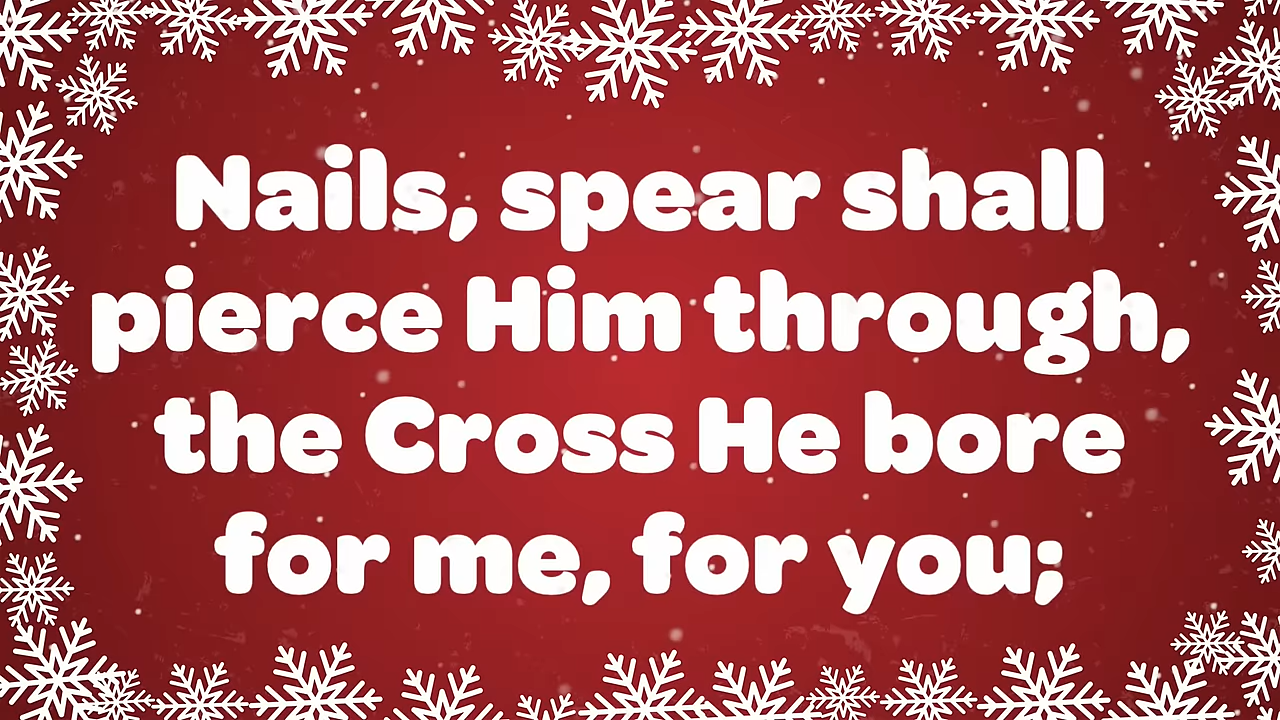 Nails, spear shall
pierce Him through,
the Cross He bore
for me, for you;